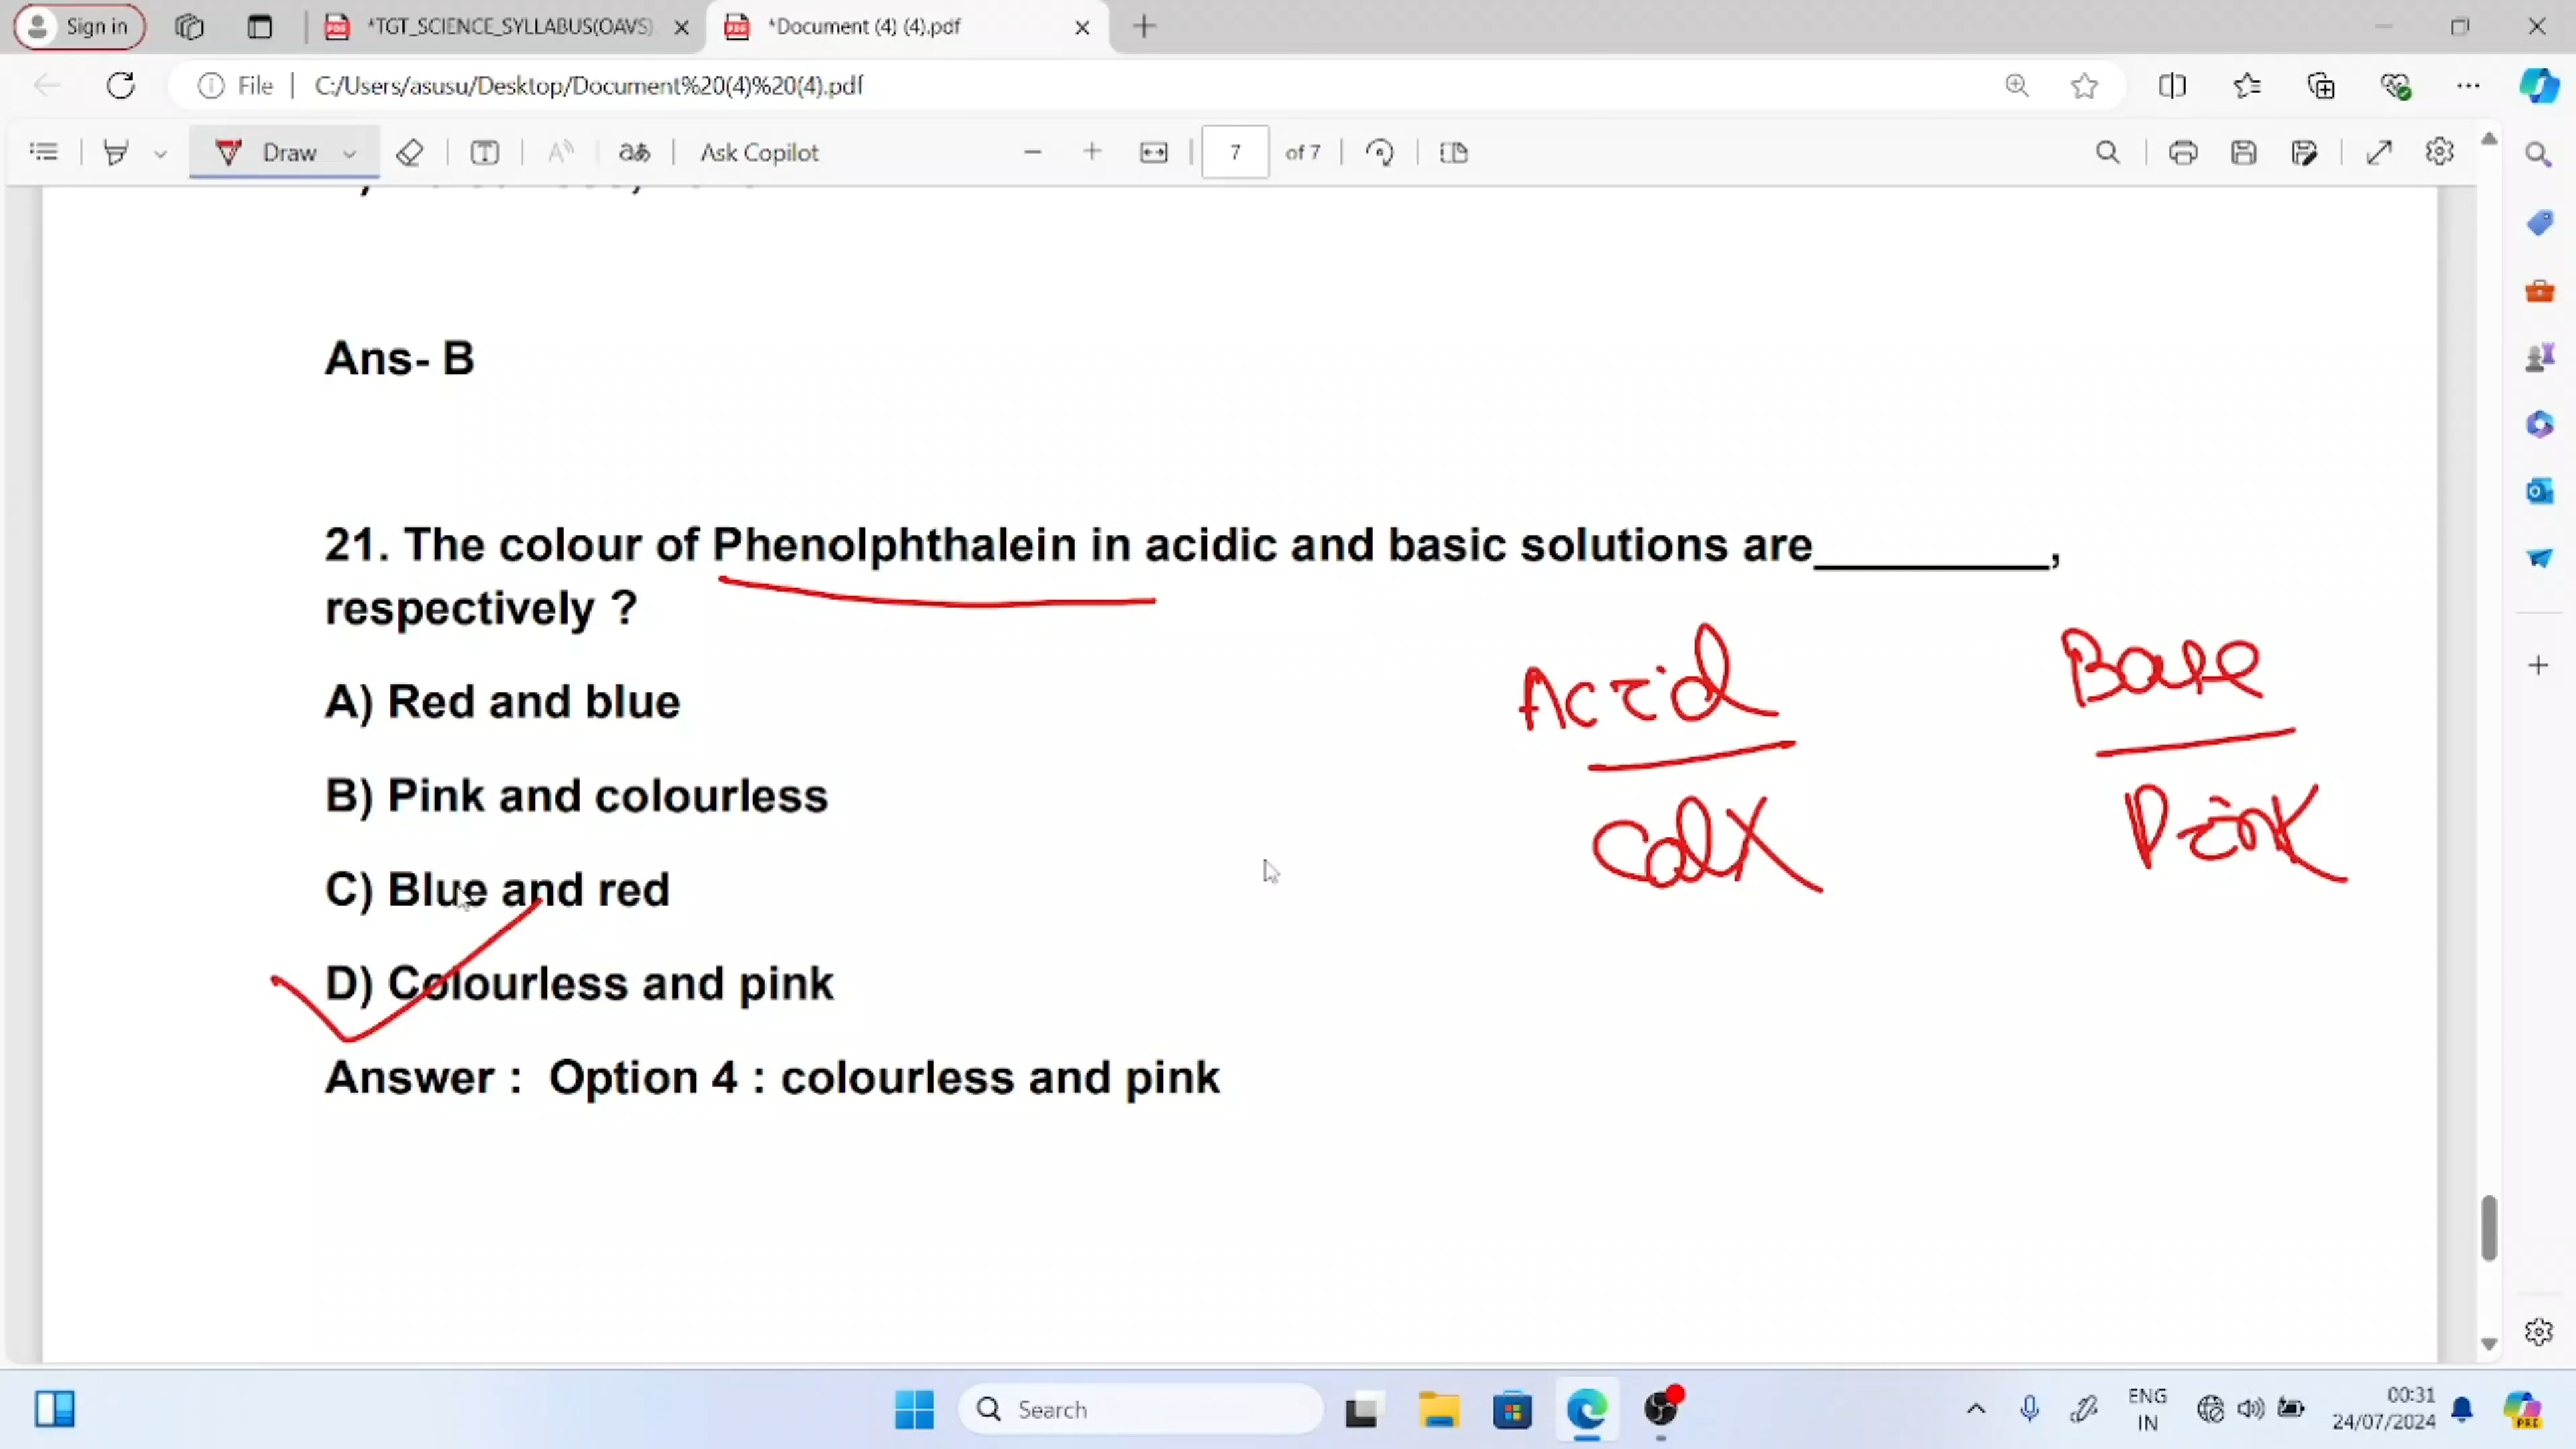 Sign in
*TGT_SCIENCE_SYLLABUS(OAVS).
*Document (4) (4).pdf
File
C:/Users/asusu/Desktop/Document%20(4)%20(4).pdf
Draw
Ask Copilot
7
of 7
Ans- B
21. The colour of Phenolphthalein in acidic and basic solutions are_________,
respectively ?
A) Red and blue
B) Pink and colourless
C) Blue and red
D) Colourless and pink
Answer : Option 4 : colourless and pink
Acid
Base
Col X
Pink
Search
ENG
IN
00:31
24/07/2024
PRE